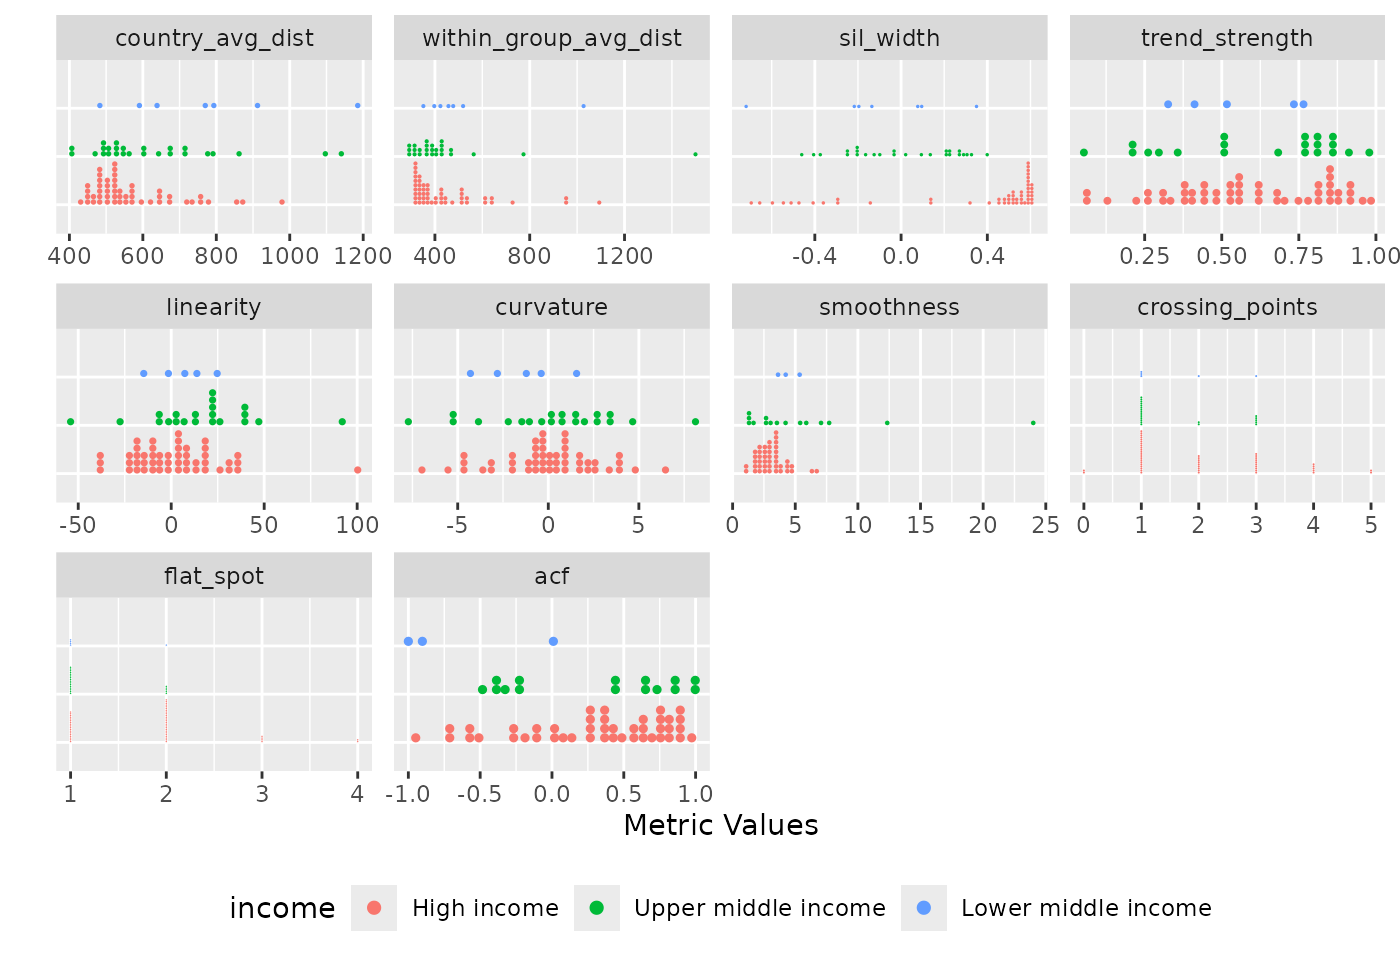 country_avg_dist within_group_avg_dist sil_width trend_strength
400 600 800 1000 1200 400 800 1200 -0.4 0.0 0.4 0.25 0.50 0.75 1.00
linearity curvature smoothness crossing_points
-50 0 50 100 -5 0 5 0 5 10 15 20 25 0 1 2 3 4 5
flat_spot acf
1 2 3 4 -1.0 -0.5 0.0 0.5 1.0
Metric Values
income High income Upper middle income Lower middle income